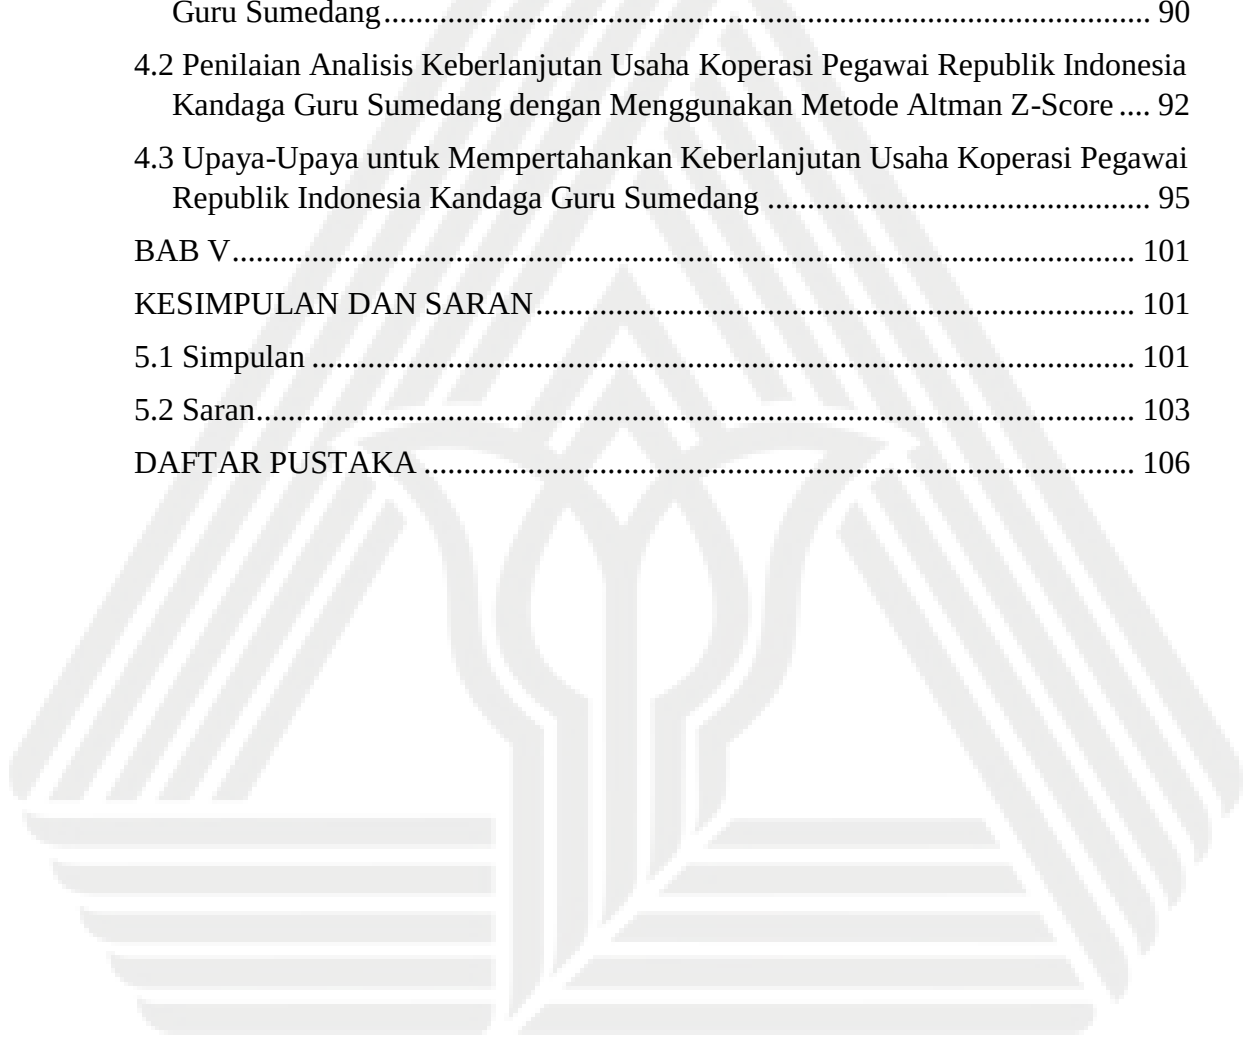 Guru Sumedang................................................................................................ 90
4.2 Penilaian Analisis Keberlanjutan Usaha Koperasi Pegawai Republik Indonesia
Kandaga Guru Sumedang dengan Menggunakan Metode Altman Z-Score .... 92
4.3 Upaya-Upaya untuk Mempertahankan Keberlanjutan Usaha Koperasi Pegawai
Republik Indonesia Kandaga Guru Sumedang ................................................ 95
BAB V................................................................................................................. 101
KESIMPULAN DAN SARAN........................................................................... 101
5.1 Simpulan ....................................................................................................... 101
5.2 Saran.............................................................................................................. 103
DAFTAR PUSTAKA ......................................................................................... 106